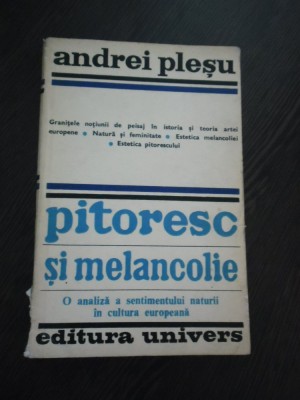 andrei pleșu
Granițele noțiunii de peisaj în istoria și teoria artei
europene • Natură și feminitate • Estetica melancoliei
• Estetica pitorescului
pitoresc
și melancolie
O analiză a sentimentului naturii
în cultura europeană
editura univers